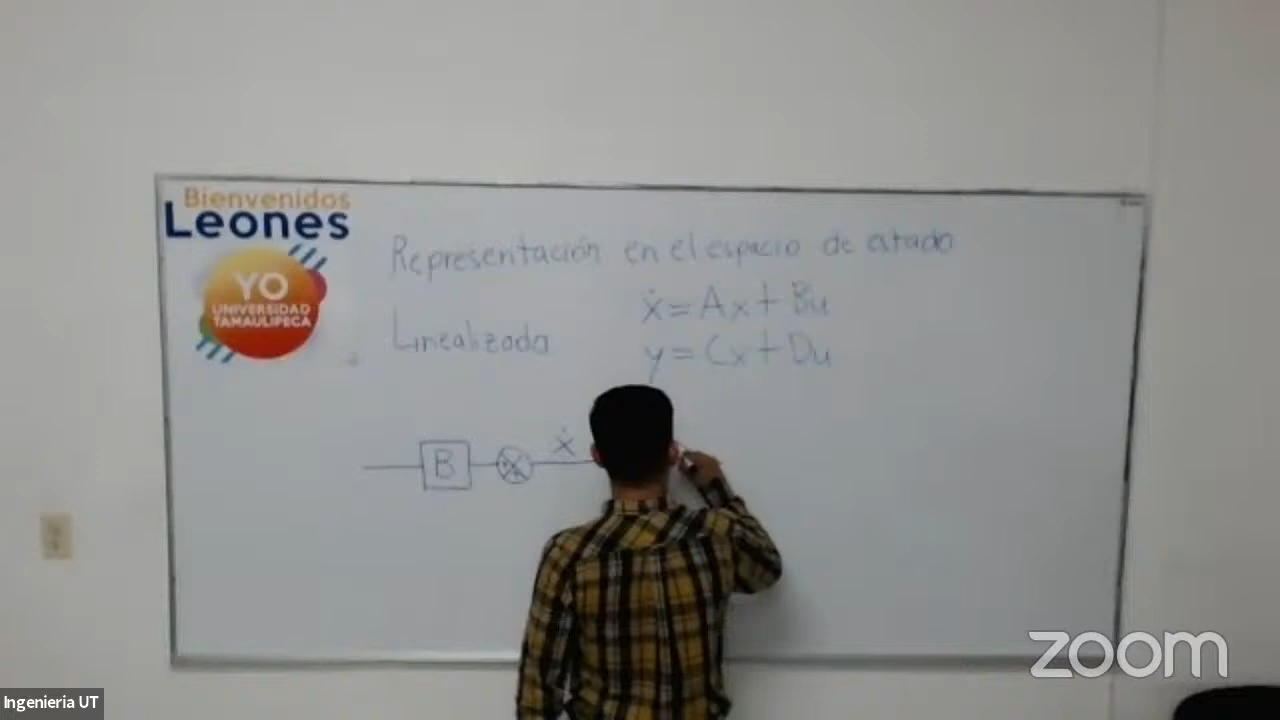 Bienvenidos
Leones
YO
UNIVERSIDAD
TAMAULIPECA
Representación en el espacio de estado
Linealizada
ẋ=Ax+Bu
y=Cx+Du
B
ẋ
zoom
Ingenieria UT